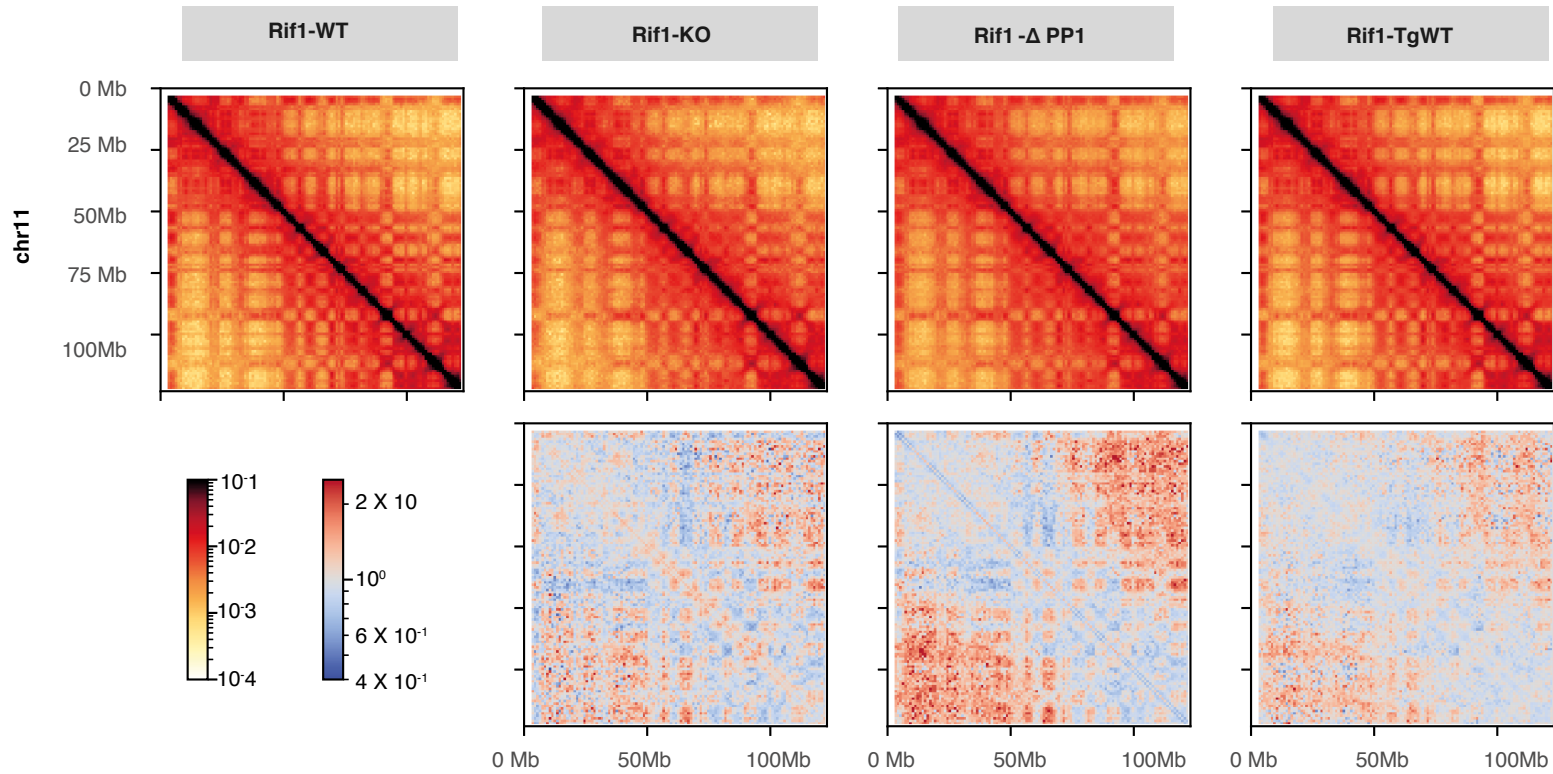 Rif1-WT
Rif1-KO
Rif1 -Δ PP1
Rif1-TgWT
chr11
0 Mb
25 Mb
50Mb
75 Mb
100Mb
10-1
10-2
10-3
10-4
2 X 10
10⁰
6 X 10⁻¹
4 X 10⁻¹
0 Mb 50Mb 100Mb
0 Mb 50Mb 100Mb
0 Mb 50Mb 100Mb